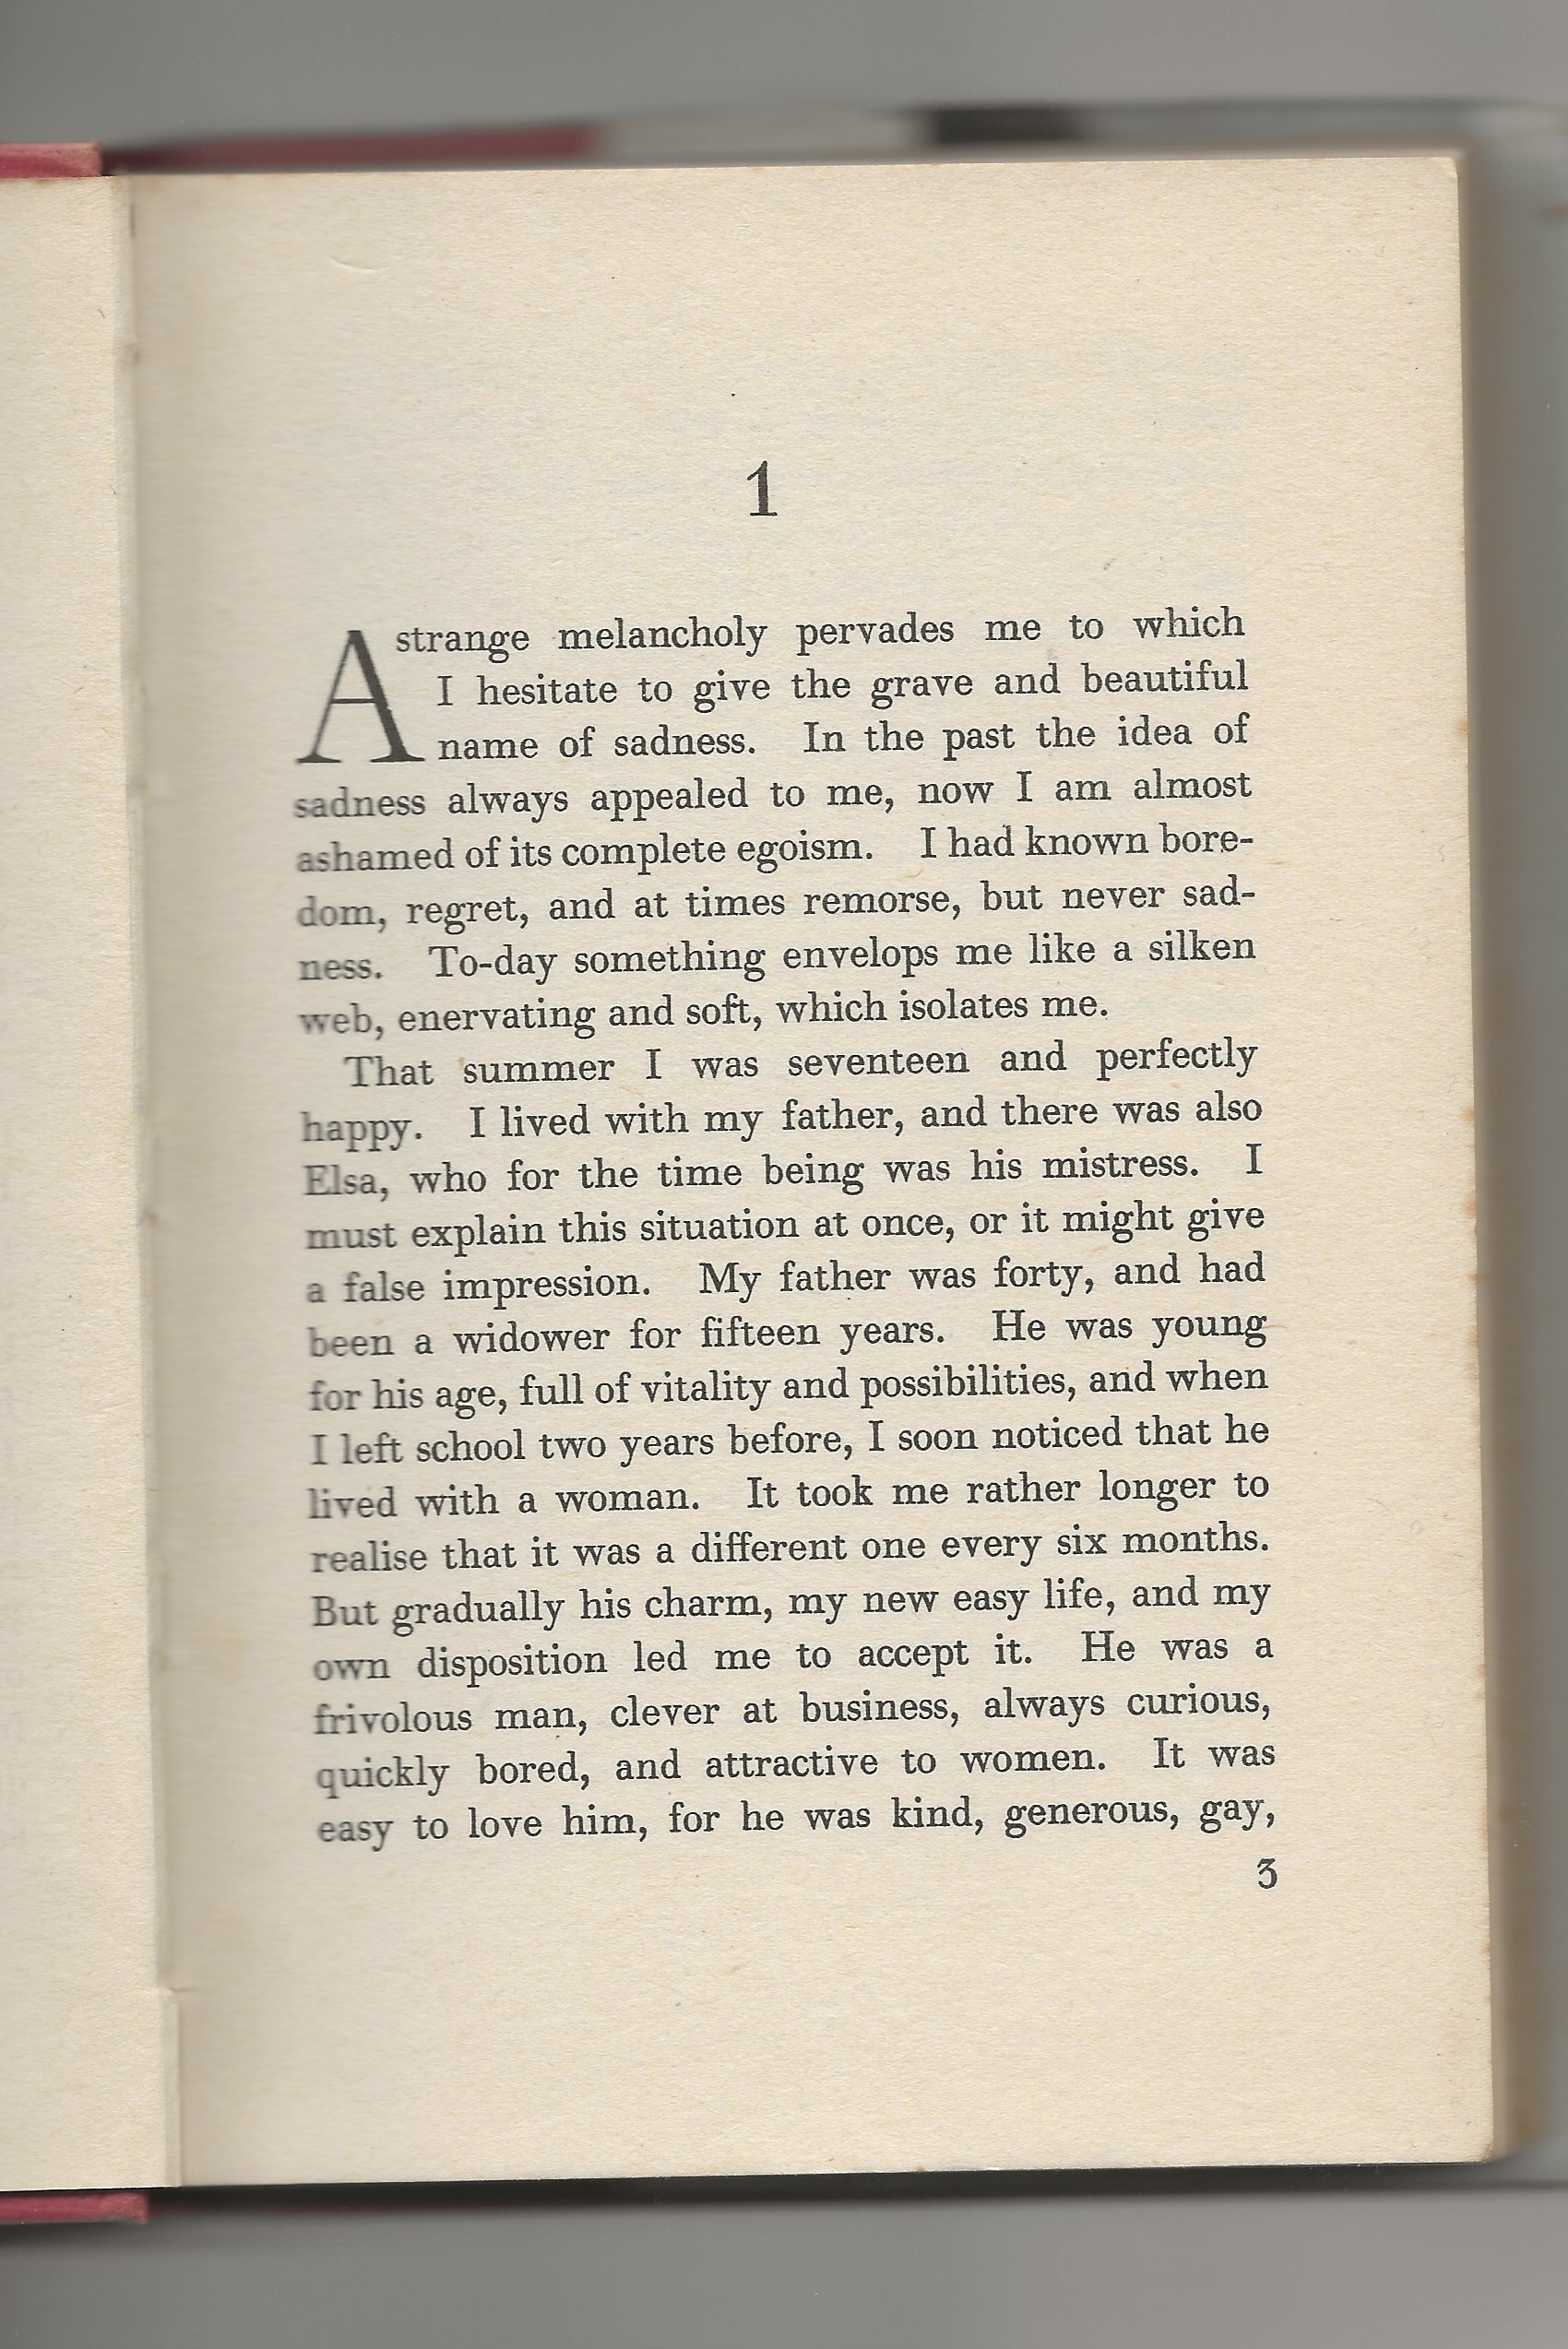 1
A strange melancholy pervades me to which
I hesitate to give the grave and beautiful
name of sadness. In the past the idea of
sadness always appealed to me, now I am almost
ashamed of its complete egoism. I had known bore-
dom, regret, and at times remorse, but never sad-
ness. To-day something envelops me like a silken
web, enervating and soft, which isolates me.
That summer I was seventeen and perfectly
happy. I lived with my father, and there was also
Elsa, who for the time being was his mistress. I
must explain this situation at once, or it might give
a false impression. My father was forty, and had
been a widower for fifteen years. He was young
for his age, full of vitality and possibilities, and when
I left school two years before, I soon noticed that he
lived with a woman. It took me rather longer to
realise that it was a different one every six months.
But gradually his charm, my new easy life, and my
own disposition led me to accept it. He was a
frivolous man, clever at business, always curious,
quickly bored, and attractive to women. It was
easy to love him, for he was kind, generous, gay,
3